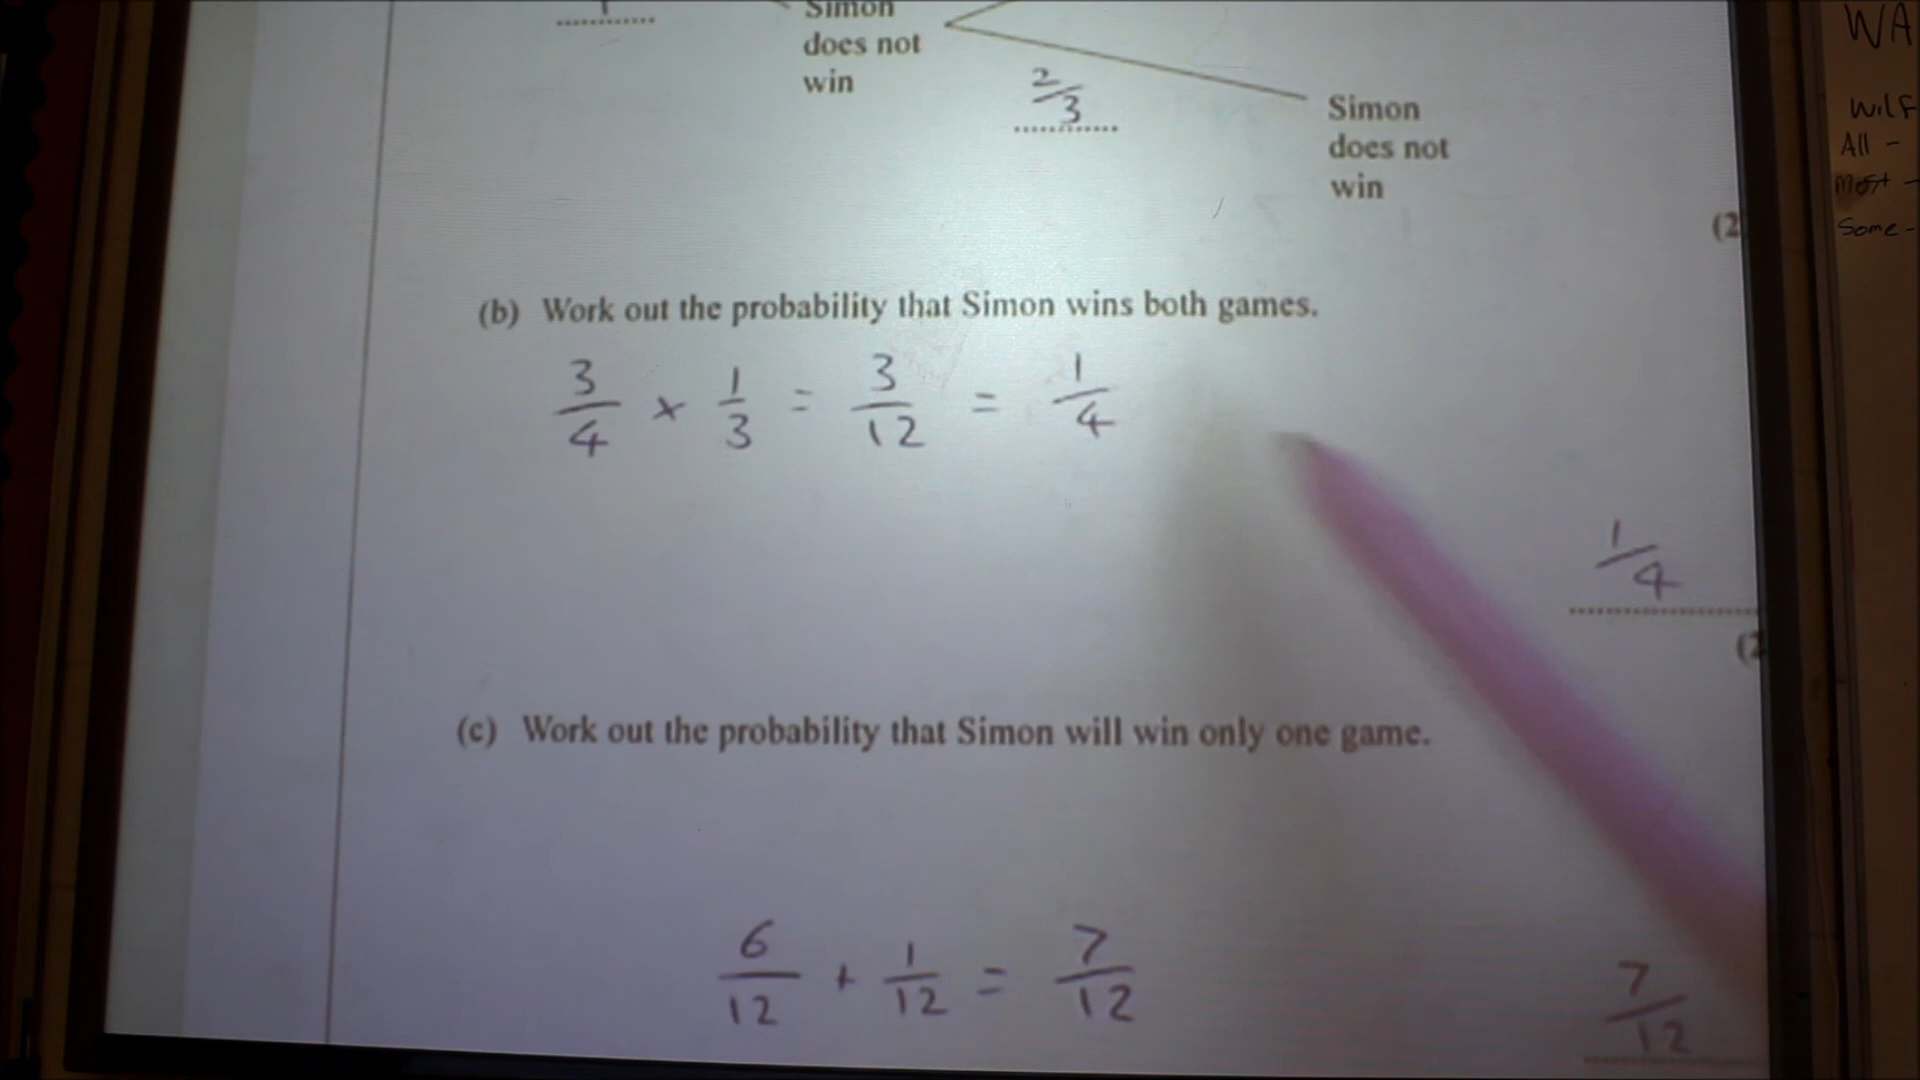 Simon
does not
win
2/3
Simon
does not
win
(2
(b) Work out the probability that Simon wins both games.
3/4 × 1/3 = 3/12 = 1/4
1/4
(2
(c) Work out the probability that Simon will win only one game.
6/12 + 1/12 = 7/12
7/12
WA
WilF
All -
Most -
Some -